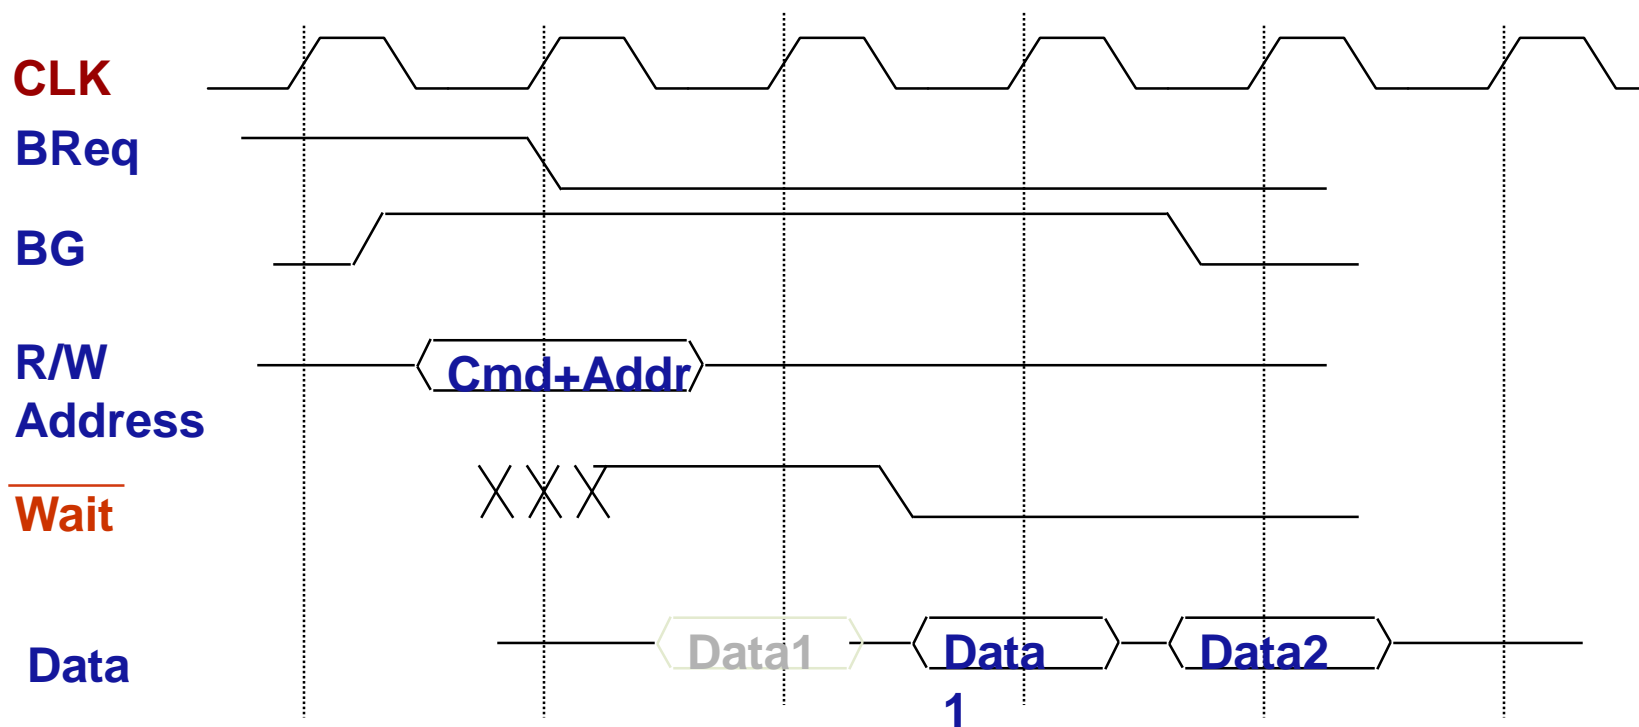 CLK
BReq
BG
R/W
Address
Cmd+Addr
Wait
Data
Data1
Data
1
Data2